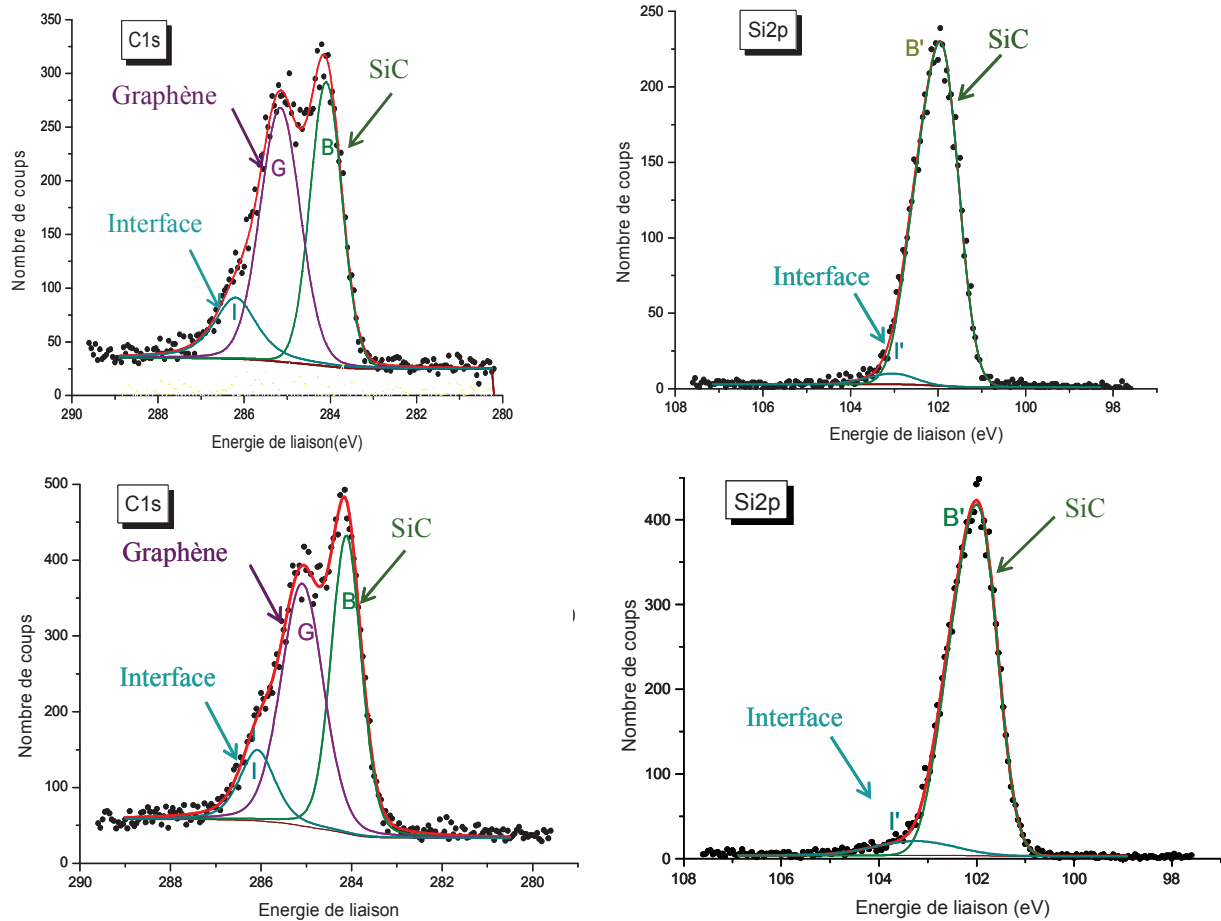 C1s
Graphène
SiC
G
B
Interface
I
Nombre de coups
350
300
250
200
150
100
50
0
290 288 286 284 282 280
Energie de liaison(eV)
Si2p
B'
SiC
Interface
I'
Nombre de coups
250
200
150
100
50
0
108 106 104 102 100 98
Energie de liaison (eV)
C1s
Graphène
SiC
B
G
Interface
I
Nombre de coups
500
400
300
200
100
0
290 288 286 284 282 280
Energie de liaison
)
Si2p
B'
SiC
Interface
I'
Nombre de coups
400
300
200
100
0
108 106 104 102 100 98
Energie de liaison (eV)